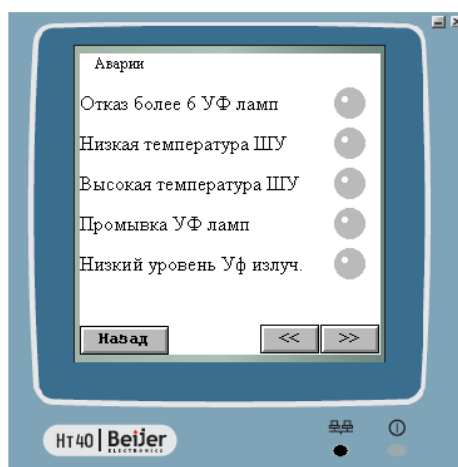 Аварии
Отказ более 6 УФ ламп
Низкая температура ШУ
Высокая температура ШУ
Промывка УФ ламп
Низкий уровень Уф излуч.
Назад << >>
HT40 Beijer
ELECTRONICS